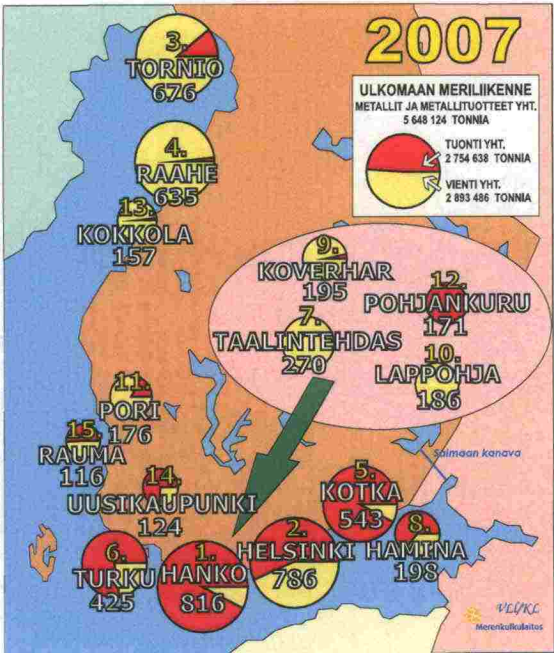 2007
ULKOMAAN MERILIIKENNE
METALLIT JA METALLITUOTTEET YHT.
5 648 124 TONNIA
TUONTI YHT.
2 754 638 TONNIA
VIENTI YHT.
2 893 486 TONNIA
3.
TORNIO
676
4.
RAAHE
635
13.
KOKKOLA
157
9.
KOVERHAR
195
12.
POHJANKURU
171
7.
TAALINTEHDAS
270
10.
LAPPOHJA
186
11.
PORI
176
15.
RAUMA
116
14.
UUSIKAUPUNKI
124
Saimaan kanava
5.
KOTKA
543
6.
TURKU
425
1.
HANKO
816
2.
HELSINKI
786
8.
HAMINA
198
VLI/KL
Merenkulkulaitos